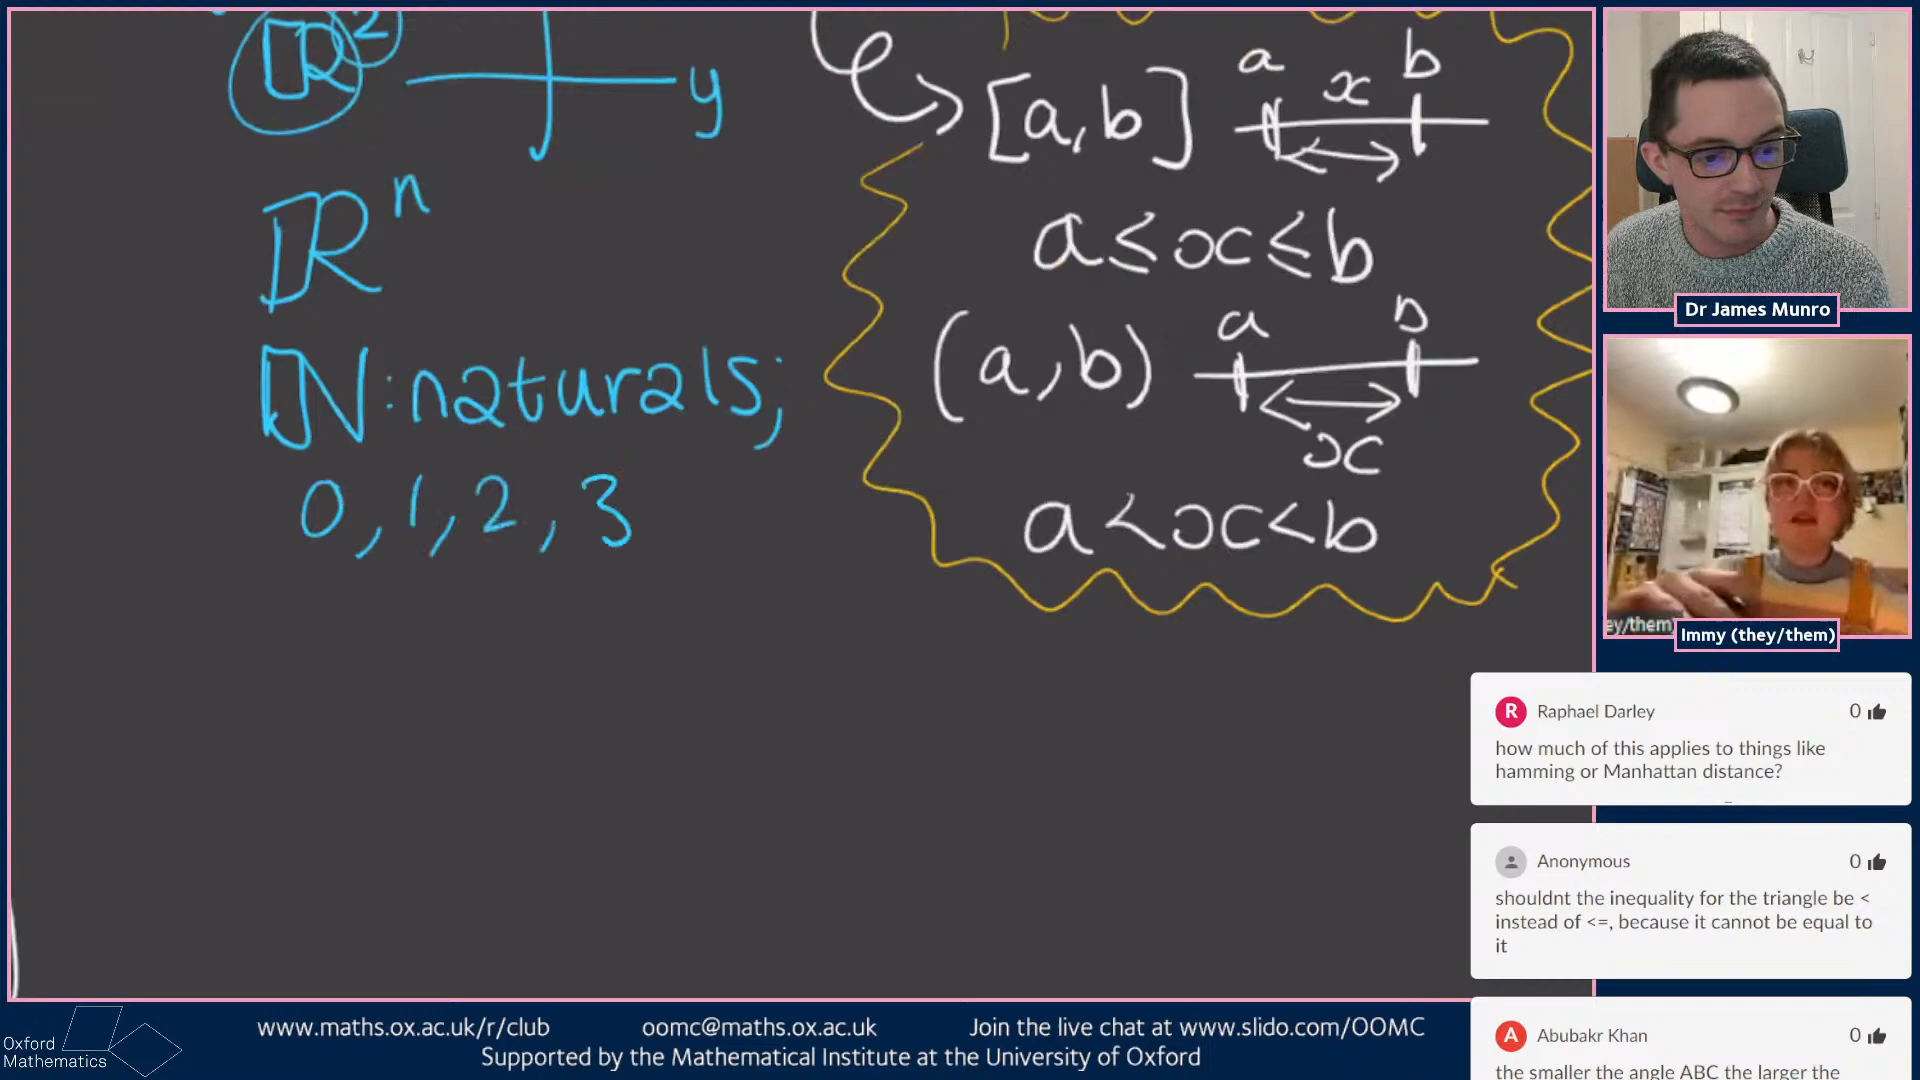 ℝ²
y
ℝⁿ
ℕ: naturals;
0, 1, 2, 3
[a, b]
a x b
a ≤ x ≤ b
(a, b)
a b
x
a < x < b
Dr James Munro
ey/them)
Immy (they/them)
R Raphael Darley 0
how much of this applies to things like
hamming or Manhattan distance?
Anonymous 0
shouldnt the inequality for the triangle be <
instead of <=, because it cannot be equal to
it
A Abubakr Khan 0
the smaller the angle ABC the larger the
Oxford
Mathematics
www.maths.ox.ac.uk/r/club oomc@maths.ox.ac.uk Join the live chat at www.slido.com/OOMC
Supported by the Mathematical Institute at the University of Oxford